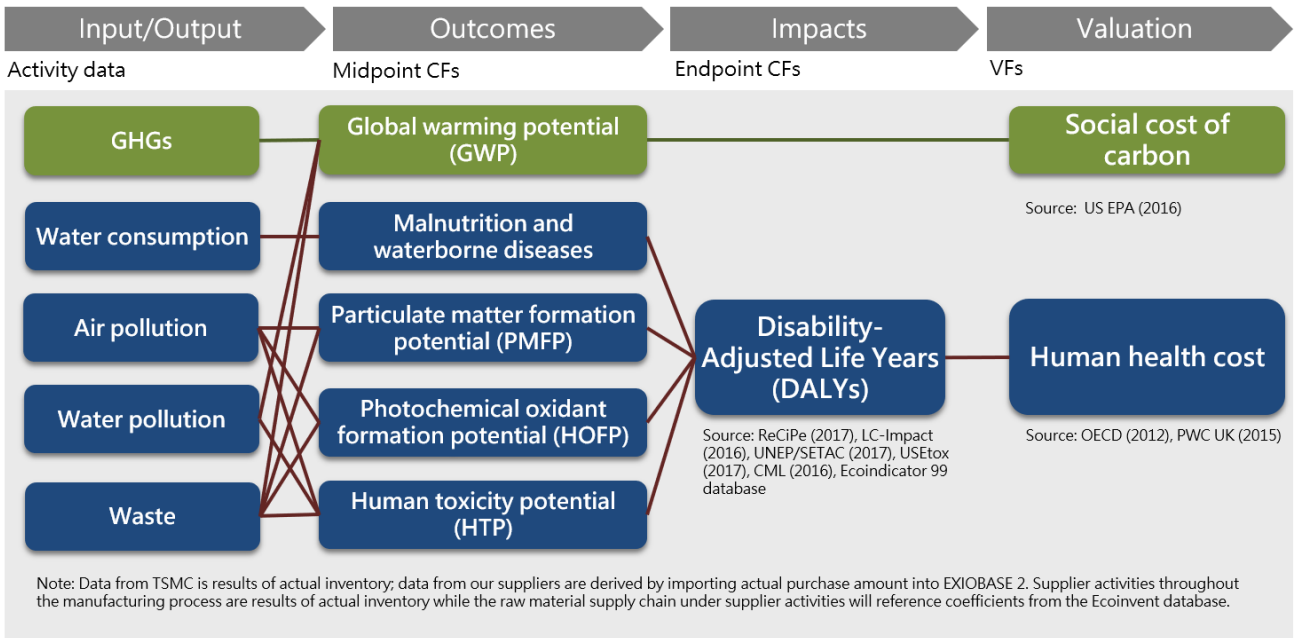 Input/Output
Outcomes
Impacts
Valuation
Activity data
Midpoint CFs
Endpoint CFs
VFs
GHGs
Global warming potential
(GWP)
Social cost of
carbon
Source:  US EPA (2016)
Water consumption
Malnutrition and
waterborne diseases
Air pollution
Particulate matter formation
potential (PMFP)
Disability-
Adjusted Life Years
(DALYs)
Human health cost
Water pollution
Photochemical oxidant
formation potential (HOFP)
Source: ReCiPe (2017), LC-Impact
(2016), UNEP/SETAC (2017), USEtox
(2017), CML (2016), Ecoindicator 99
database
Source: OECD (2012), PWC UK (2015)
Waste
Human toxicity potential
(HTP)
Note: Data from TSMC is results of actual inventory; data from our suppliers are derived by importing actual purchase amount into EXIOBASE 2. Supplier activities throughout
the manufacturing process are results of actual inventory while the raw material supply chain under supplier activities will reference coefficients from the Ecoinvent database.